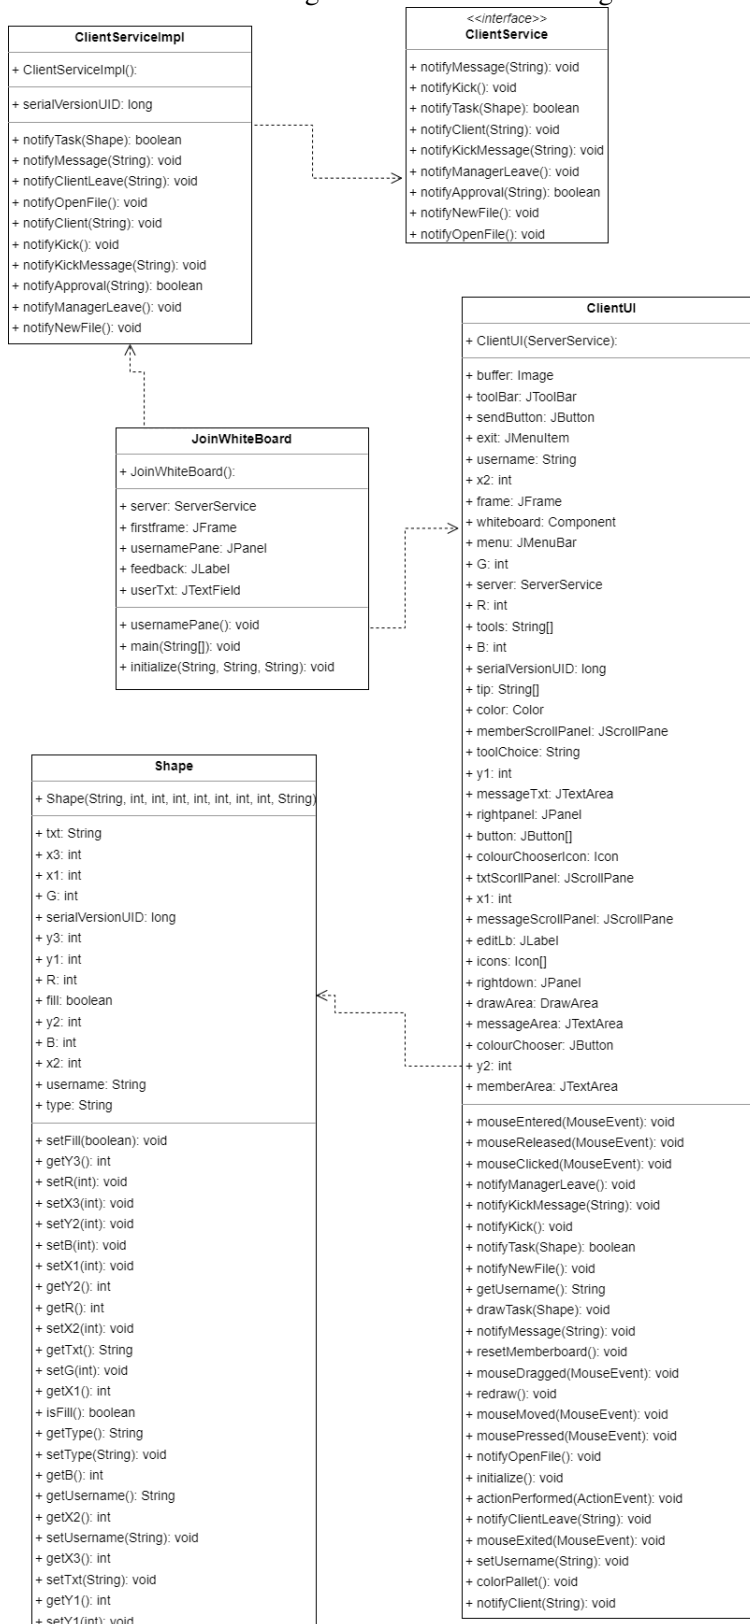 ClientServiceImpl
+ ClientServiceImpl():
+ serialVersionUID: long
+ notifyTask(Shape): boolean
+ notifyMessage(String): void
+ notifyClientLeave(String): void
+ notifyOpenFile(): void
+ notifyClient(String): void
+ notifyKick(): void
+ notifyKickMessage(String): void
+ notifyApproval(String): boolean
+ notifyManagerLeave(): void
+ notifyNewFile(): void
<<interface>>
ClientService
+ notifyMessage(String): void
+ notifyKick(): void
+ notifyTask(Shape): boolean
+ notifyClient(String): void
+ notifyKickMessage(String): void
+ notifyManagerLeave(): void
+ notifyApproval(String): boolean
+ notifyNewFile(): void
+ notifyOpenFile(): void
JoinWhiteBoard
+ JoinWhiteBoard():
+ server: ServerService
+ firstframe: JFrame
+ usernamePane: JPanel
+ feedback: JLabel
+ userTxt: JTextField
+ usernamePane(): void
+ main(String[]): void
+ initialize(String, String, String): void
ClientUI
+ ClientUI(ServerService):
+ buffer: Image
+ toolBar: JToolBar
+ sendButton: JButton
+ exit: JMenuItem
+ username: String
+ x2: int
+ frame: JFrame
+ whiteboard: Component
+ menu: JMenuBar
+ G: int
+ server: ServerService
+ R: int
+ tools: String[]
+ B: int
+ serialVersionUID: long
+ tip: String[]
+ color: Color
+ memberScrollPanel: JScrollPane
+ toolChoice: String
+ y1: int
+ messageTxt: JTextArea
+ rightpanel: JPanel
+ button: JButton[]
+ colourChooserIcon: Icon
+ txtScorllPanel: JScrollPane
+ x1: int
+ messageScrollPanel: JScrollPane
+ editLb: JLabel
+ icons: Icon[]
+ rightdown: JPanel
+ drawArea: DrawArea
+ messageArea: JTextArea
+ colourChooser: JButton
+ y2: int
+ memberArea: JTextArea
+ mouseEntered(MouseEvent): void
+ mouseReleased(MouseEvent): void
+ mouseClicked(MouseEvent): void
+ notifyManagerLeave(): void
+ notifyKickMessage(String): void
+ notifyKick(): void
+ notifyTask(Shape): boolean
+ notifyNewFile(): void
+ getUsername(): String
+ drawTask(Shape): void
+ notifyMessage(String): void
+ resetMemberboard(): void
+ mouseDragged(MouseEvent): void
+ redraw(): void
+ mouseMoved(MouseEvent): void
+ mousePressed(MouseEvent): void
+ notifyOpenFile(): void
+ initialize(): void
+ actionPerformed(ActionEvent): void
+ notifyClientLeave(String): void
+ mouseExited(MouseEvent): void
+ setUsername(String): void
+ colorPallet(): void
+ notifyClient(String): void
Shape
+ Shape(String, int, int, int, int, int, int, int, String)
+ txt: String
+ x3: int
+ x1: int
+ G: int
+ serialVersionUID: long
+ y3: int
+ y1: int
+ R: int
+ fill: boolean
+ y2: int
+ B: int
+ x2: int
+ username: String
+ type: String
+ setFill(boolean): void
+ getY3(): int
+ setR(int): void
+ setX3(int): void
+ setY2(int): void
+ setB(int): void
+ setX1(int): void
+ getY2(): int
+ getR(): int
+ setX2(int): void
+ getTxt(): String
+ setG(int): void
+ getX1(): int
+ isFill(): boolean
+ getType(): String
+ setType(String): void
+ getB(): int
+ getUsername(): String
+ getX2(): int
+ setUsername(String): void
+ getX3(): int
+ setTxt(String): void
+ getY1(): int
+ setY1(int): void